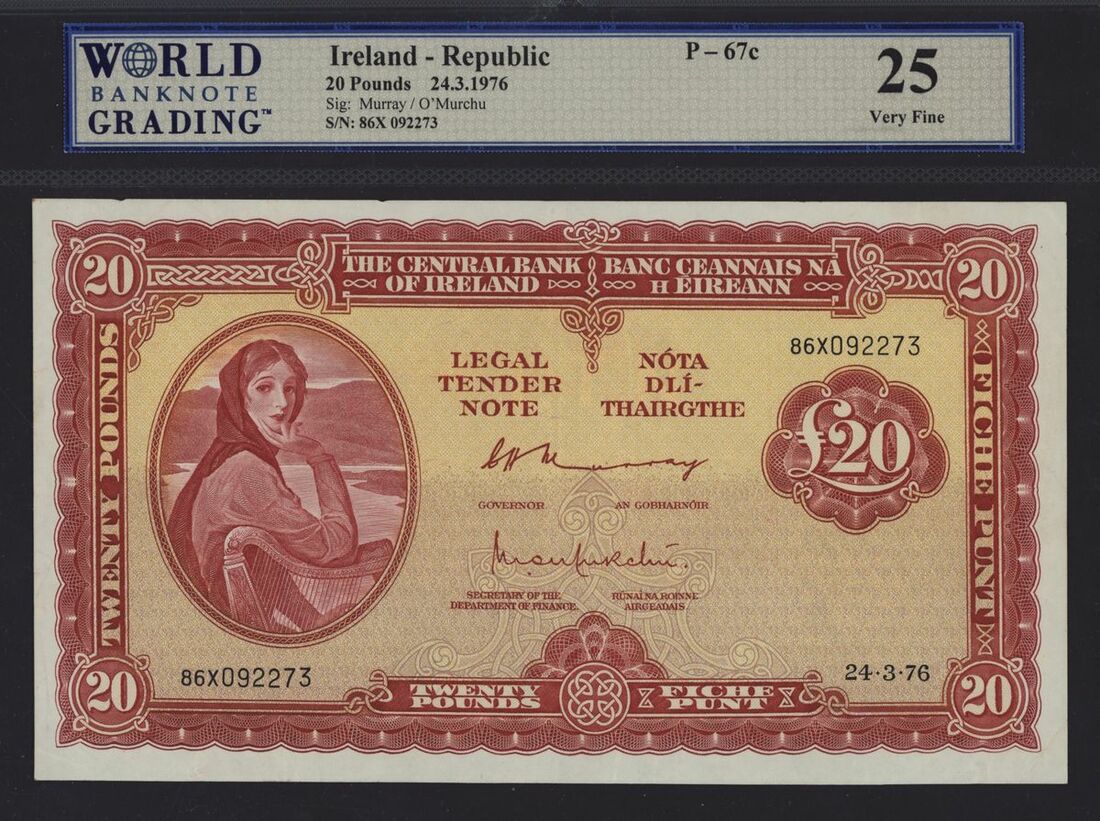 WORLD
BANKNOTE
GRADING™
Ireland - Republic
20 Pounds 24.3.1976
Sig: Murray / O'Murchu
S/N: 86X 092273
P – 67c
25
Very Fine
20
THE CENTRAL BANK
OF IRELAND
BANC CEANNAIS NA
H ÉIREANN
20
TWENTY POUNDS
LEGAL
TENDER
NOTE
NÓTA
DLÍ-
THAIRGTHE
86X092273
£20
FICHE PUNT
C H Murray
GOVERNOR
AN GOBHARNÓIR
SECRETARY OF THE
DEPARTMENT OF FINANCE.
RUNAÍ NA ROINNE
AIRGEADAIS
86X092273
24·3·76
20
TWENTY
POUNDS
FICHE
PUNT
20